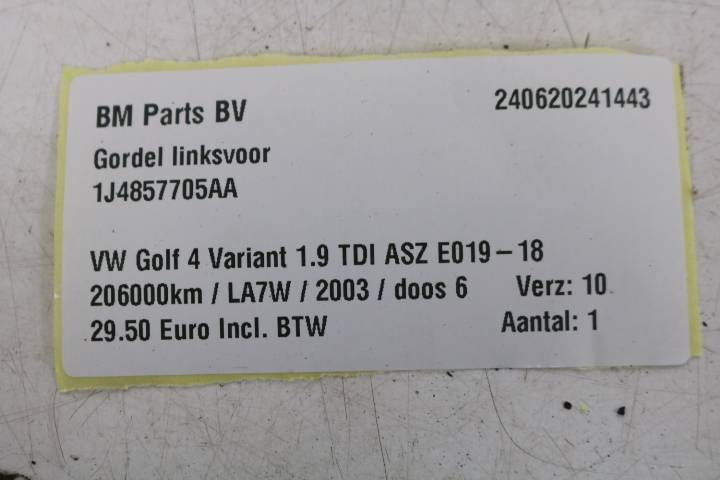 BM Parts BV 240620241443
Gordel linksvoor
1J4857705AA
VW Golf 4 Variant 1.9 TDI ASZ E019-18
206000km / LA7W / 2003 / doos 6 Verz: 10
29.50 Euro Incl. BTW Aantal: 1